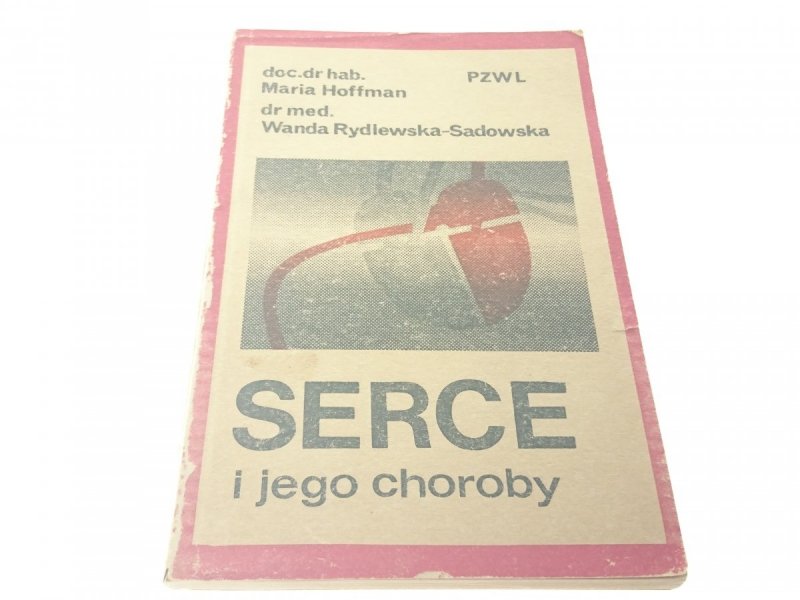 doc.dr hab.
Maria Hoffman
PZWL
dr med.
Wanda Rydlewska-Sadowska
SERCE
i jego choroby